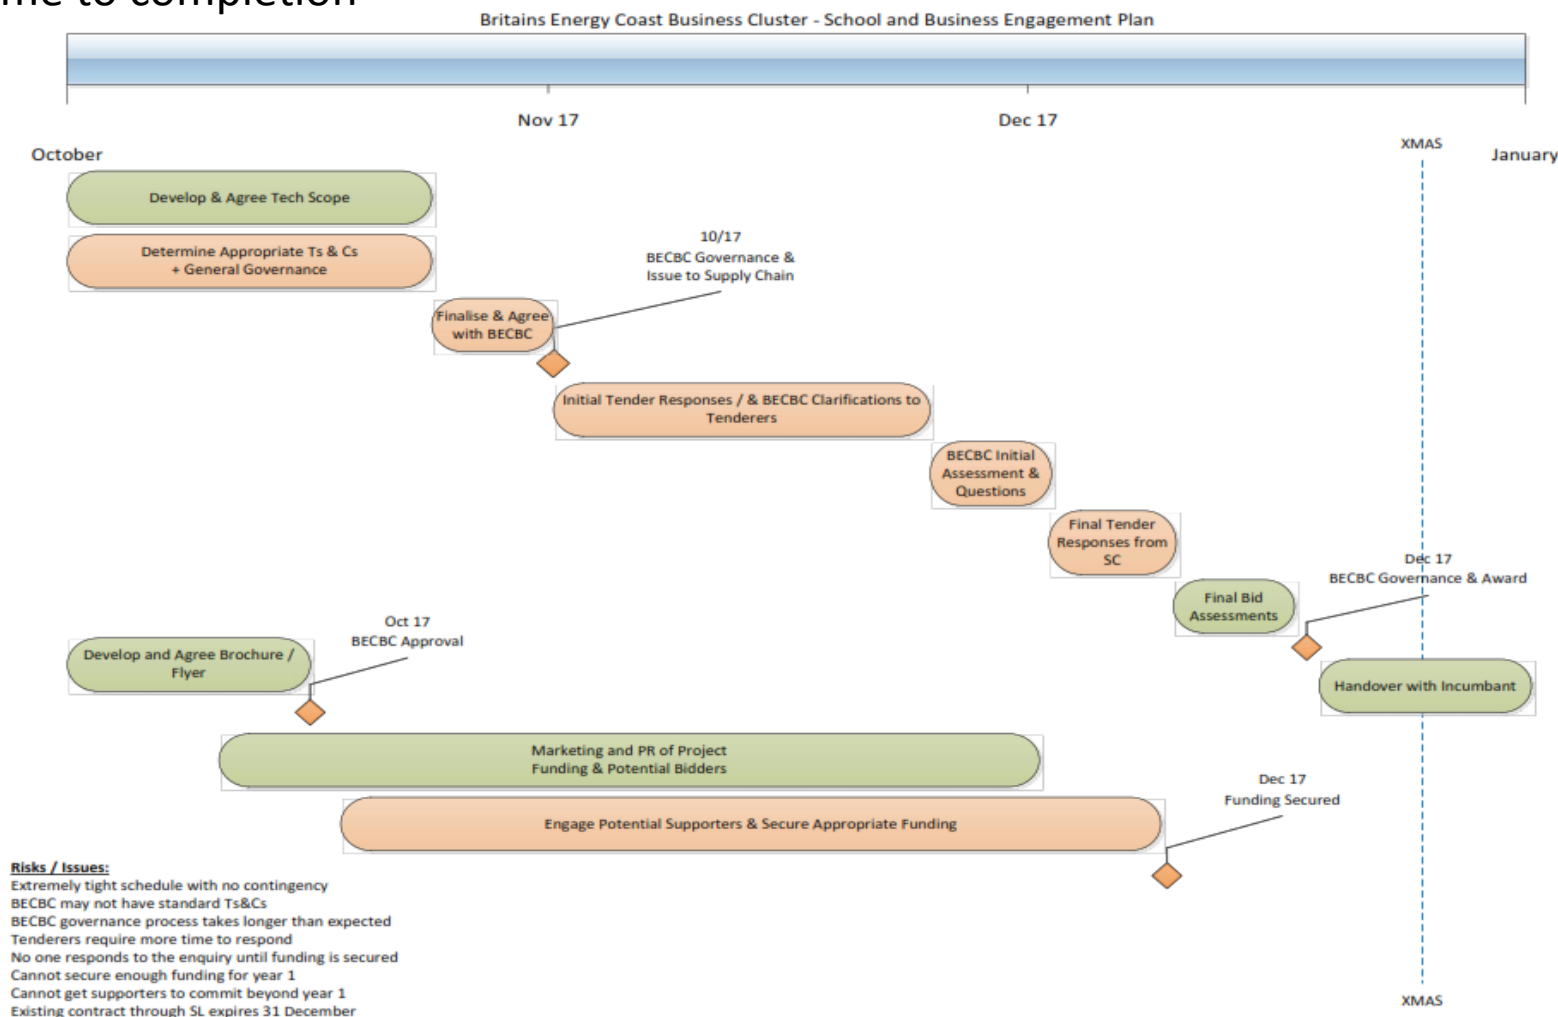 me to completion
Britains Energy Coast Business Cluster - School and Business Engagement Plan
Nov 17
Dec 17
October
XMAS
January
Develop & Agree Tech Scope
Determine Appropriate Ts & Cs
+ General Governance
10/17
BECBC Governance &
Issue to Supply Chain
Finalise & Agree
with BECBC
Initial Tender Responses / & BECBC Clarifications to
Tenderers
BECBC Initial
Assessment &
Questions
Final Tender
Responses from
SC
Dec 17
BECBC Governance & Award
Final Bid
Assessments
Oct 17
BECBC Approval
Develop and Agree Brochure /
Flyer
Handover with Incumbant
Marketing and PR of Project
Funding & Potential Bidders
Dec 17
Funding Secured
Engage Potential Supporters & Secure Appropriate Funding
Risks / Issues:
Extremely tight schedule with no contingency
BECBC may not have standard Ts&Cs
BECBC governance process takes longer than expected
Tenderers require more time to respond
No one responds to the enquiry until funding is secured
Cannot secure enough funding for year 1
Cannot get supporters to commit beyond year 1
Existing contract through SL expires 31 December
XMAS